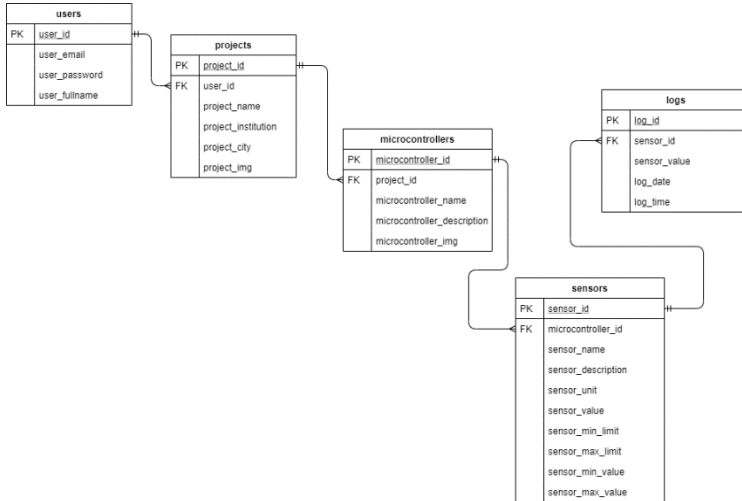 users
PK user_id
user_email
user_password
user_fullname
projects
PK project_id
FK user_id
project_name
project_institution
project_city
project_img
microcontrollers
PK microcontroller_id
FK project_id
microcontroller_name
microcontroller_description
microcontroller_img
logs
PK log_id
FK sensor_id
sensor_value
log_date
log_time
sensors
PK sensor_id
FK microcontroller_id
sensor_name
sensor_description
sensor_unit
sensor_value
sensor_min_limit
sensor_max_limit
sensor_min_value
sensor_max_value